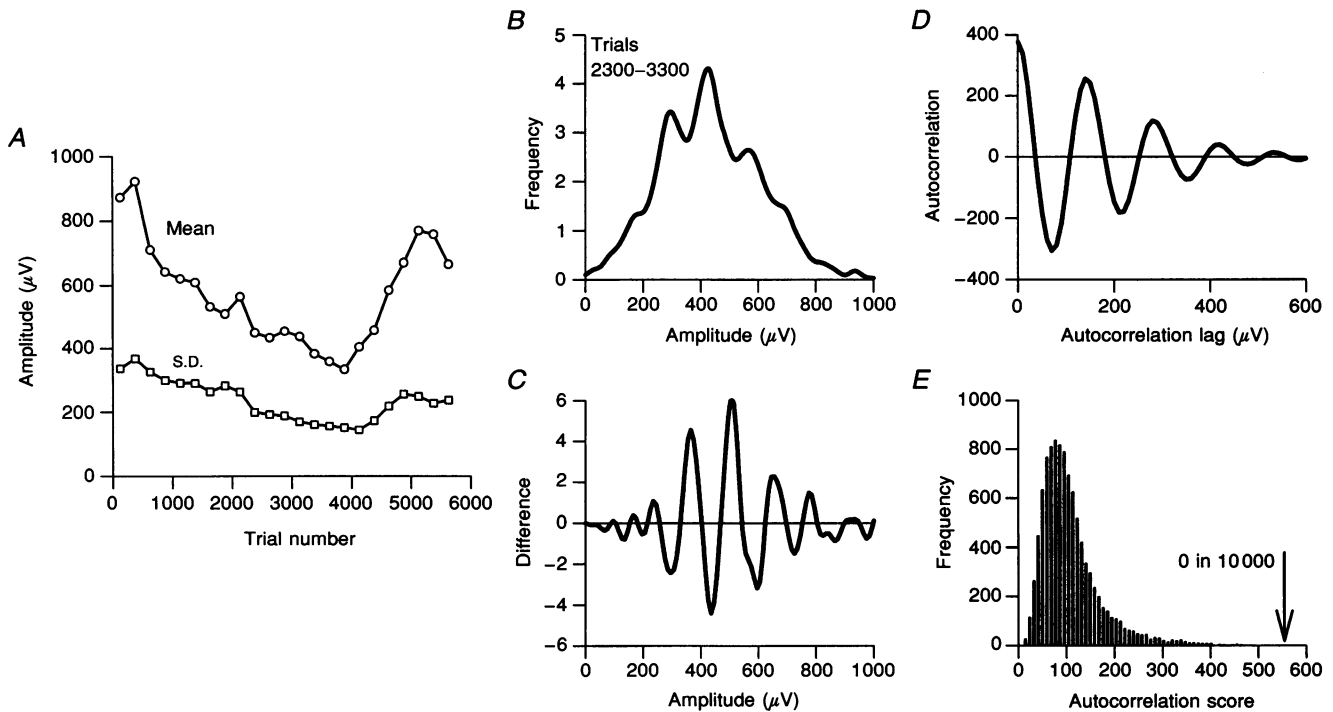 A
1000
800
600
400
200
0
Amplitude (μV)
Mean
S.D.
0 1000 2000 3000 4000 5000 6000
Trial number
B
5
4
3
2
1
0
Frequency
Trials
2300–3300
0 200 400 600 800 1000
Amplitude (μV)
C
6
4
2
0
−2
−4
−6
Difference
0 200 400 600 800 1000
Amplitude (μV)
D
400
200
0
−200
−400
Autocorrelation
0 200 400 600
Autocorrelation lag (μV)
E
1000
800
600
400
200
0
Frequency
0 in 10 000
0 100 200 300 400 500 600
Autocorrelation score